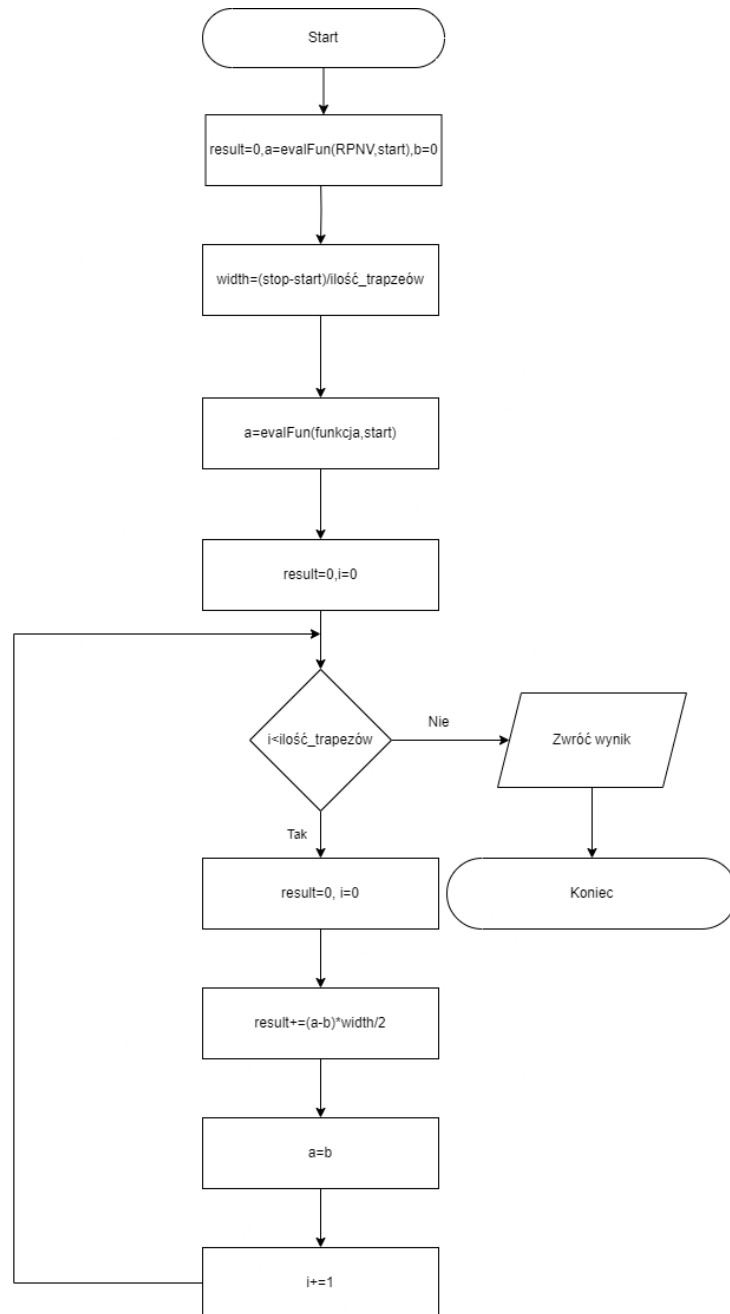 Start
result=0,a=evalFun(RPNV,start),b=0
width=(stop-start)/ilość_trapzeów
a=evalFun(funkcja,start)
result=0,i=0
i<ilość_trapezów
Nie
Zwróć wynik
Tak
result=0, i=0
Koniec
result+=(a-b)*width/2
a=b
i+=1